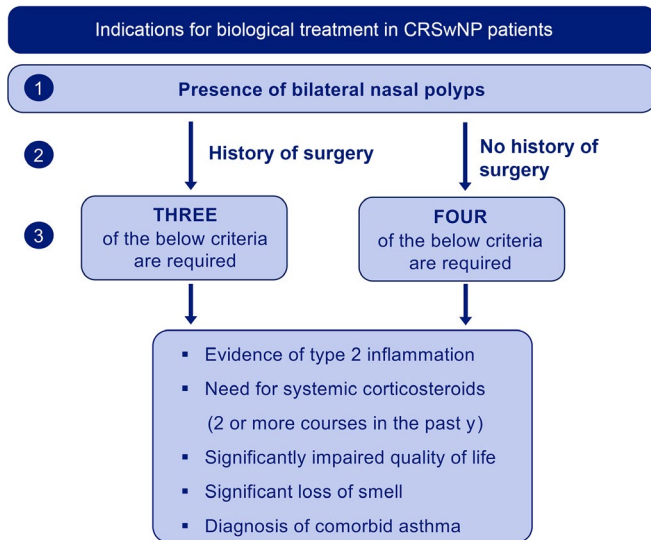 Indications for biological treatment in CRSwNP patients
1
Presence of bilateral nasal polyps
2
History of surgery
No history of
surgery
3
THREE
of the below criteria
are required
FOUR
of the below criteria
are required
▪ Evidence of type 2 inflammation
▪ Need for systemic corticosteroids
(2 or more courses in the past y)
▪ Significantly impaired quality of life
▪ Significant loss of smell
▪ Diagnosis of comorbid asthma